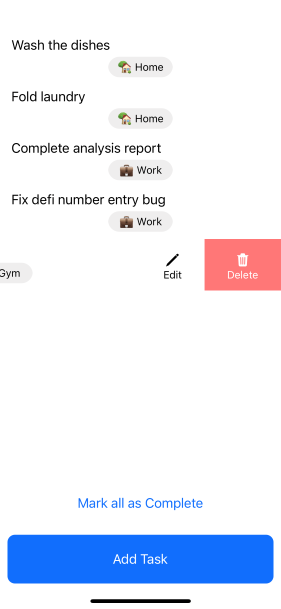 Wash the dishes
Home
Fold laundry
Home
Complete analysis report
Work
Fix defi number entry bug
Work
Gym
Edit
Delete
Mark all as Complete
Add Task